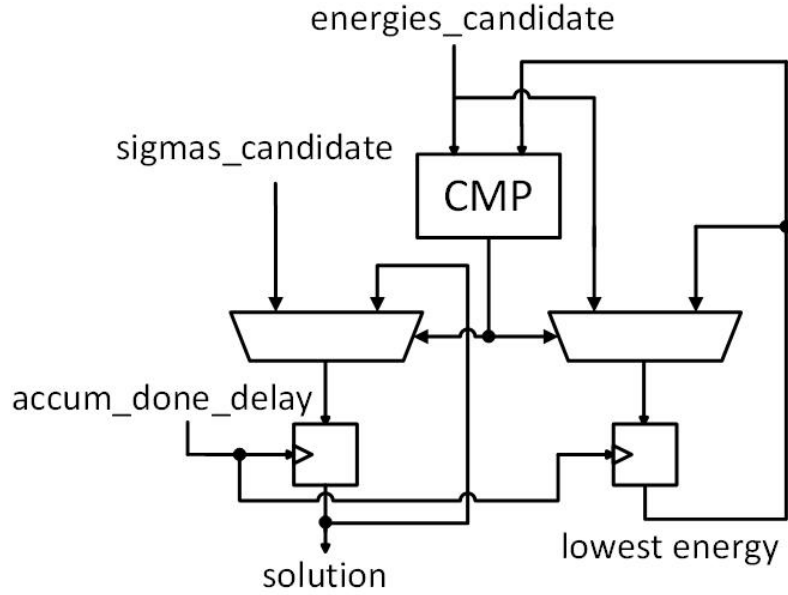 energies_candidate
sigmas_candidate
CMP
accum_done_delay
lowest energy
solution